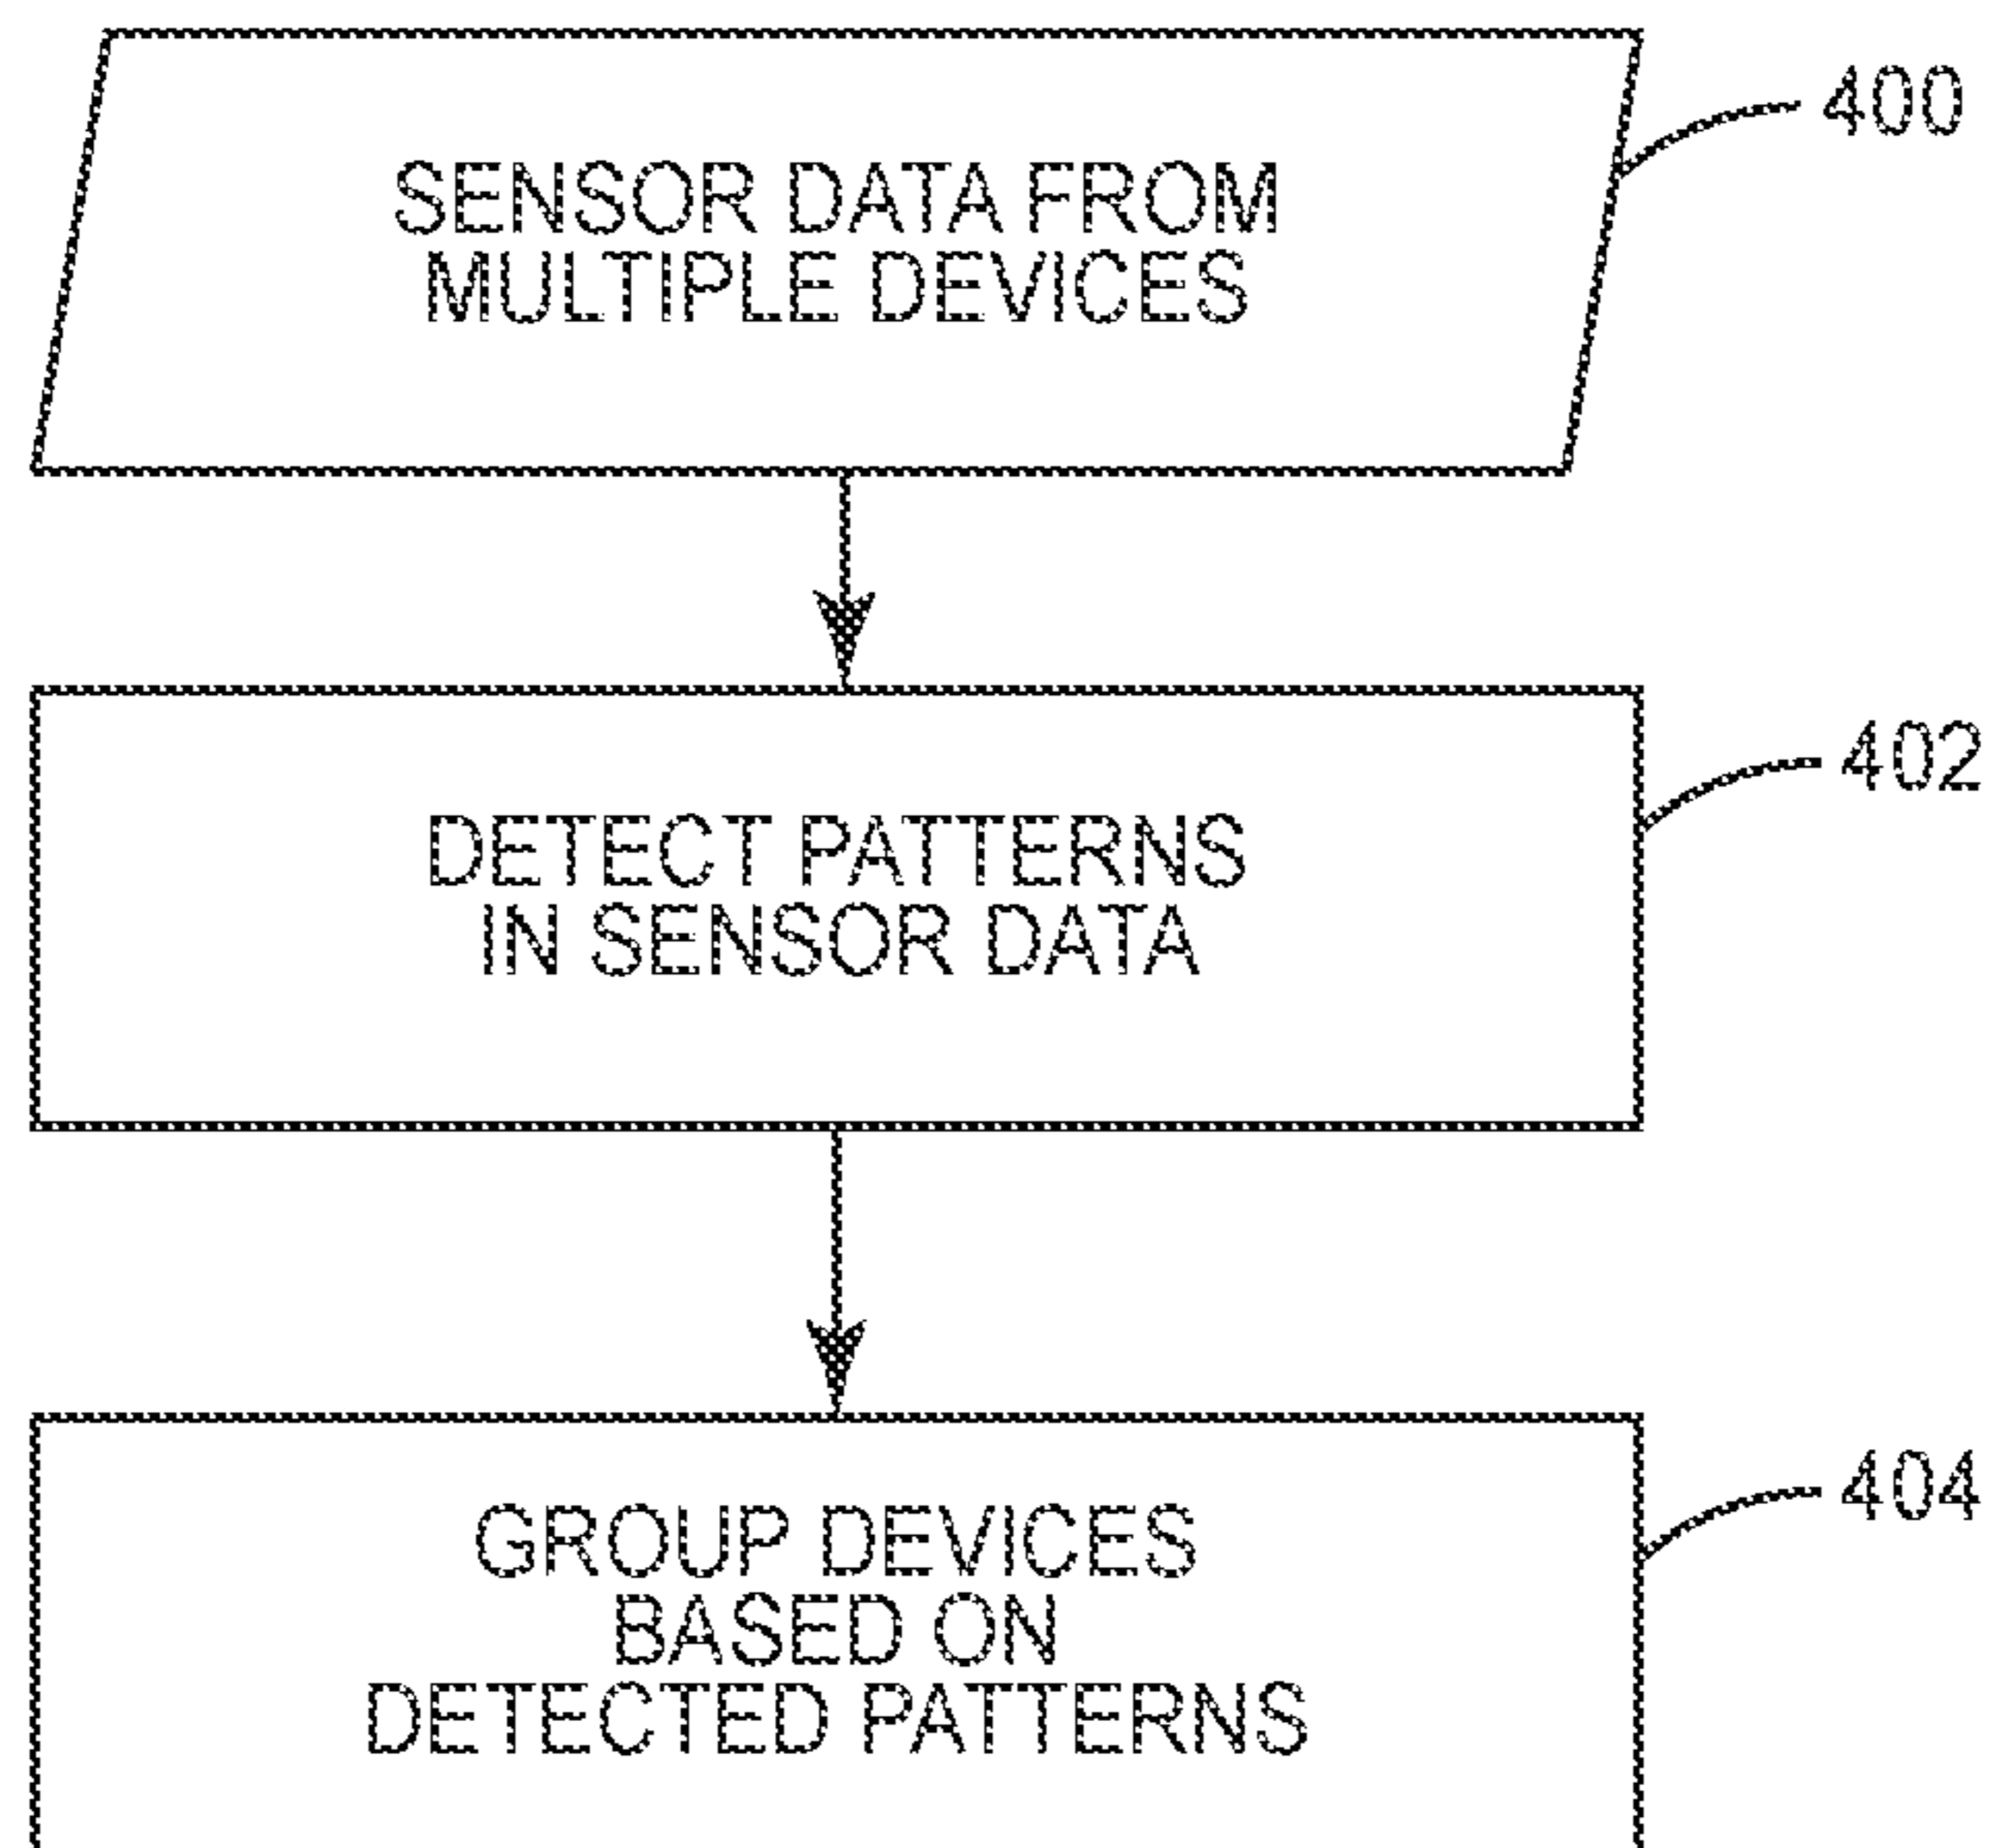 400
SENSOR DATA FROM
MULTIPLE DEVICES
402
DETECT PATTERNS
IN SENSOR DATA
404
GROUP DEVICES
BASED ON
DETECTED PATTERNS